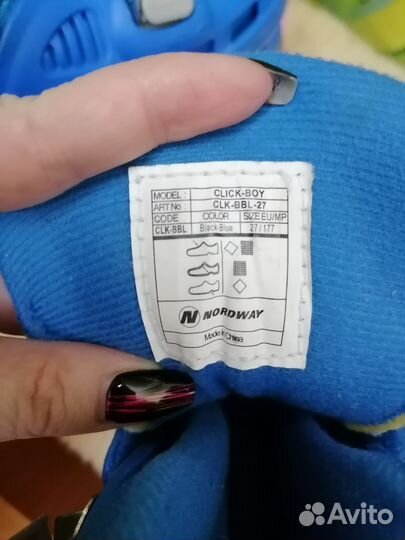 MODEL: CLICK-BOY
ART No: CLK-BBL-27
CODE COLOR SIZE EU/MP
CLK-BBL Black-Blue 27 / 177
N NORDWAY
Made in China
Avito